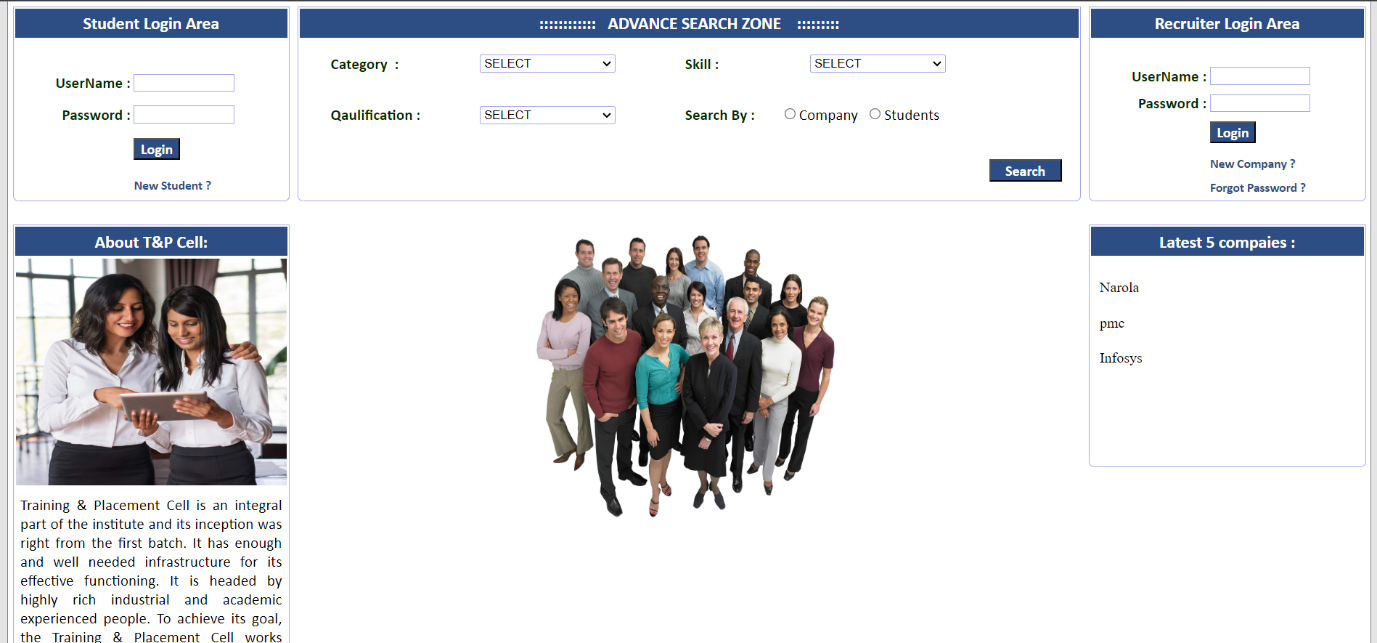 Student Login Area
UserName :
Password :
Login
New Student ?
:::::::::::: ADVANCE SEARCH ZONE :::::::::
Category : SELECT Skill : SELECT
Qaulification : SELECT Search By : Company Students
Search
Recruiter Login Area
UserName :
Password :
Login
New Company ?
Forgot Password ?
About T&P Cell:
Training & Placement Cell is an integral
part of the institute and its inception was
right from the first batch. It has enough
and well needed infrastructure for its
effective functioning. It is headed by
highly rich industrial and academic
experienced people. To achieve its goal,
the Training & Placement Cell works
Latest 5 compaies :
Narola
pmc
Infosys